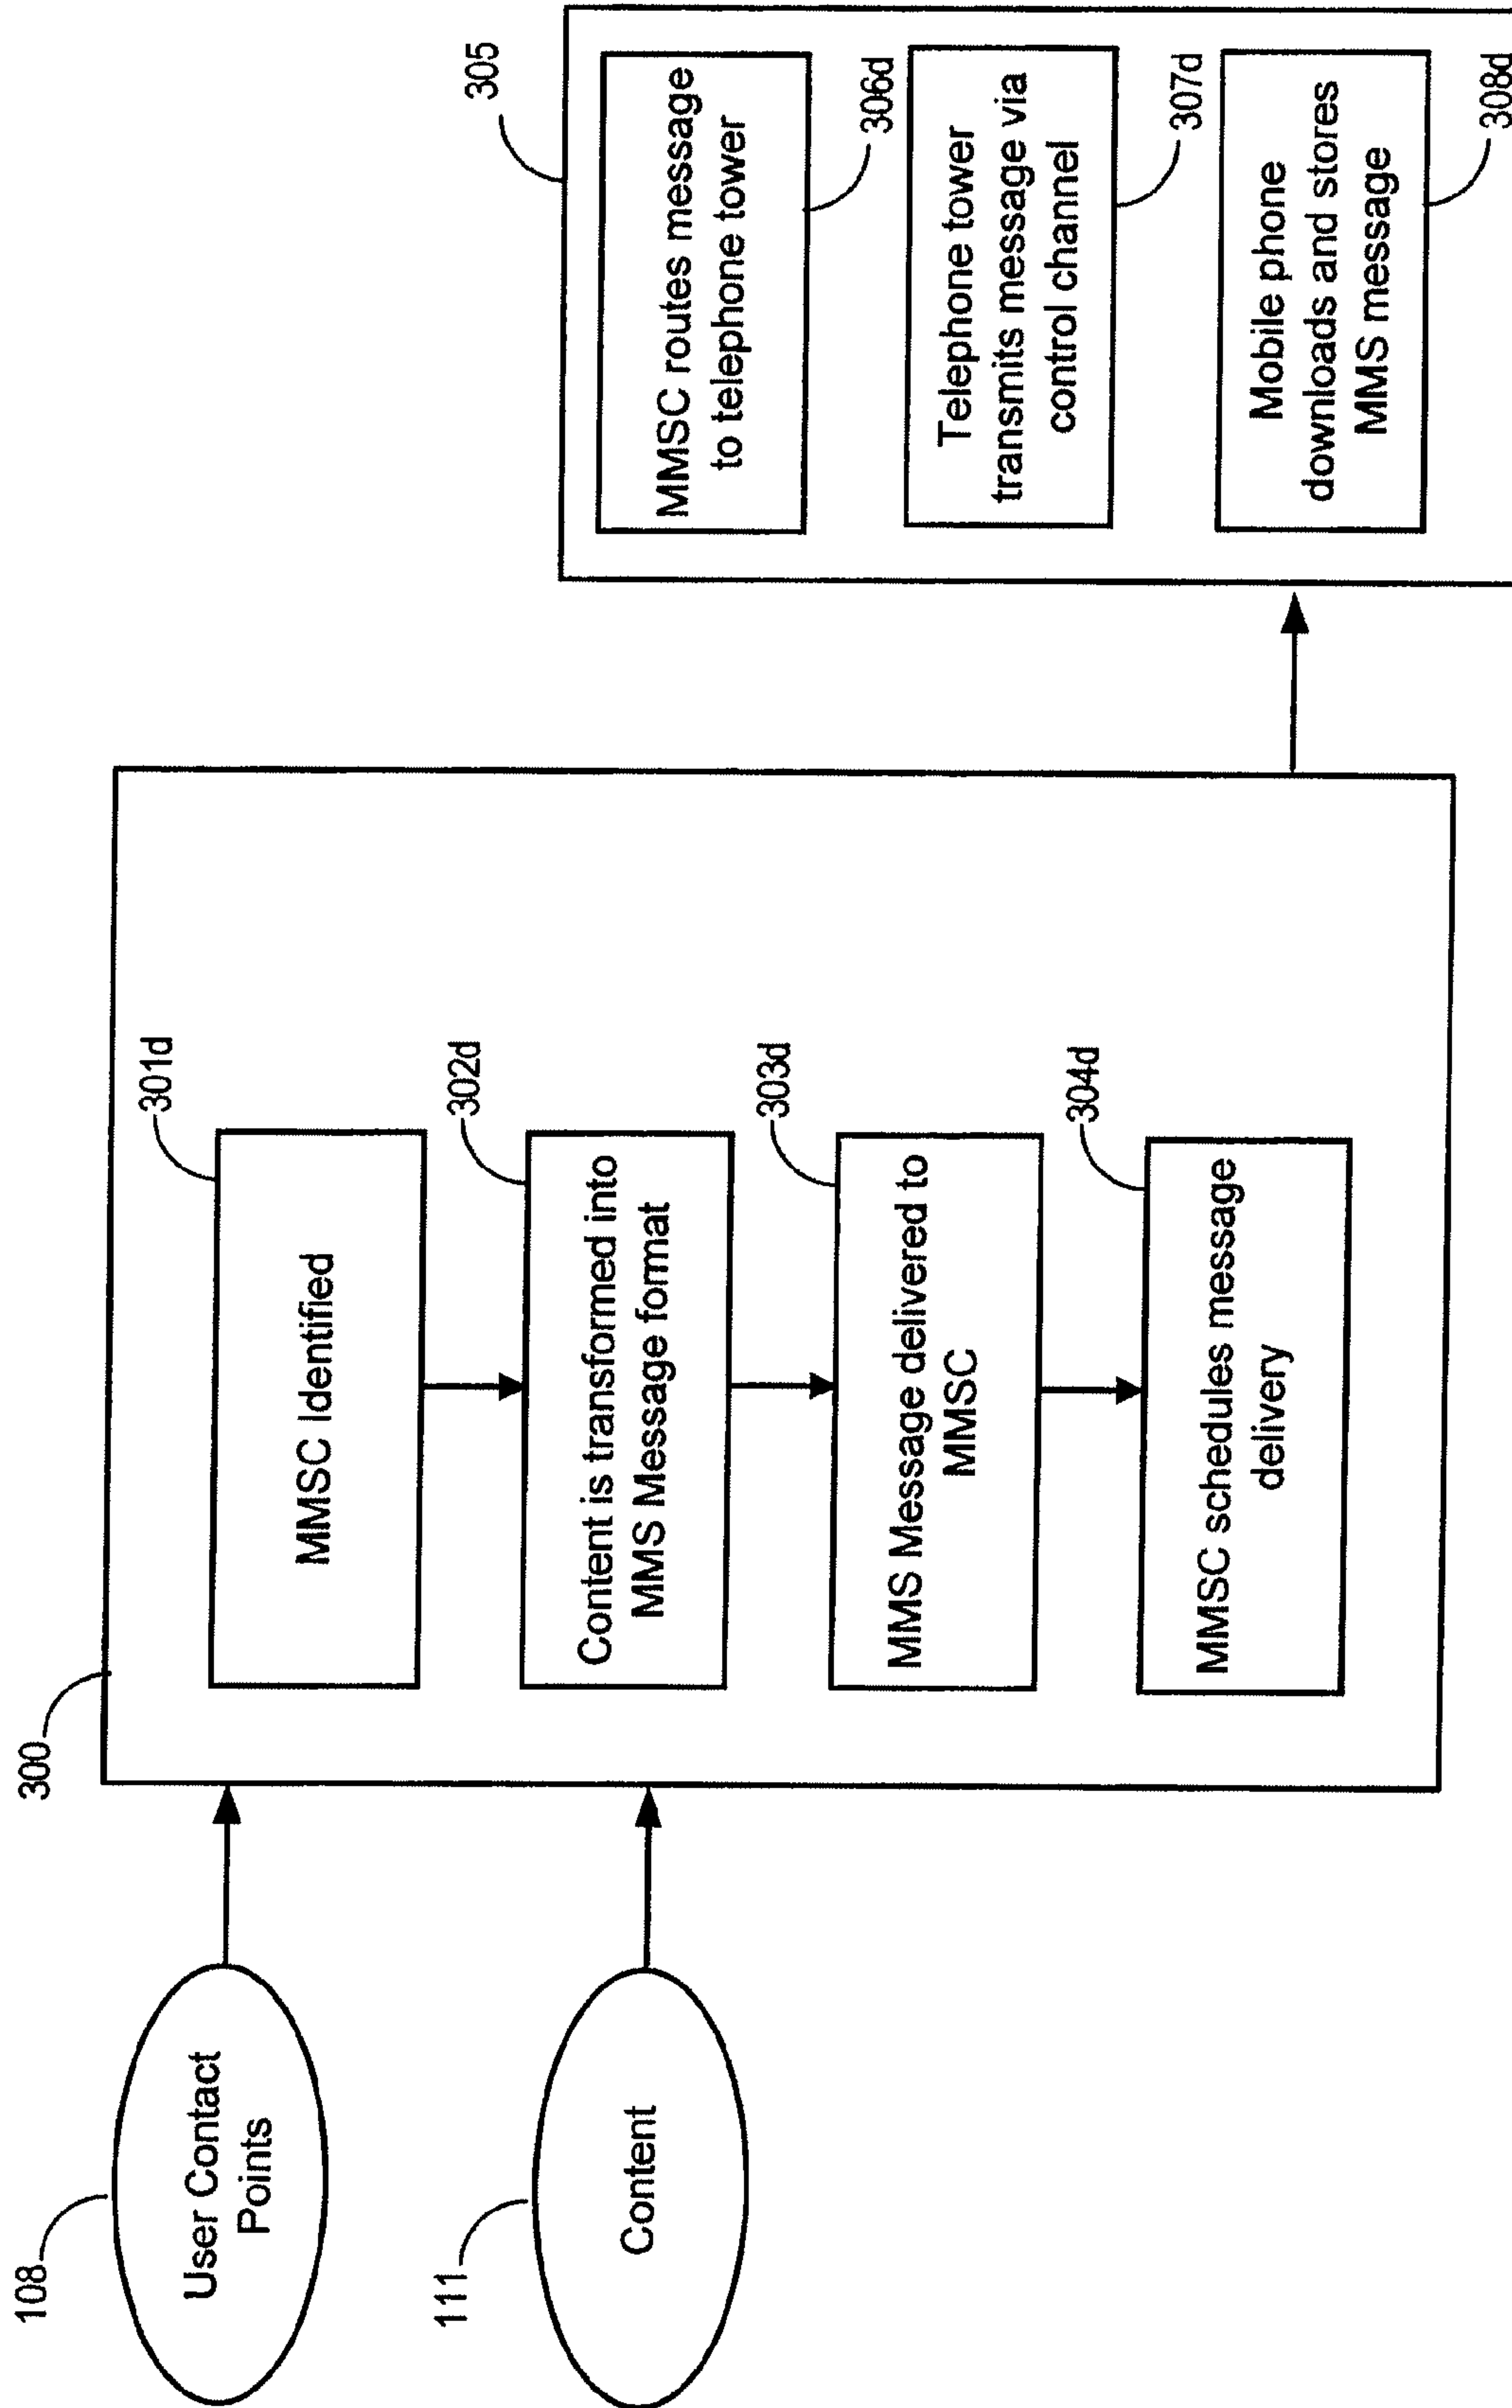 108
User Contact
Points
111
Content
300
MMSC Identified
301d
Content is transformed into
MMS Message format
302d
MMS Message delivered to
MMSC
303d
MMSC schedules message
delivery
304d
305
MMSC routes message
to telephone tower
306d
Telephone tower
transmits message via
control channel
307d
Mobile phone
downloads and stores
MMS message
308d